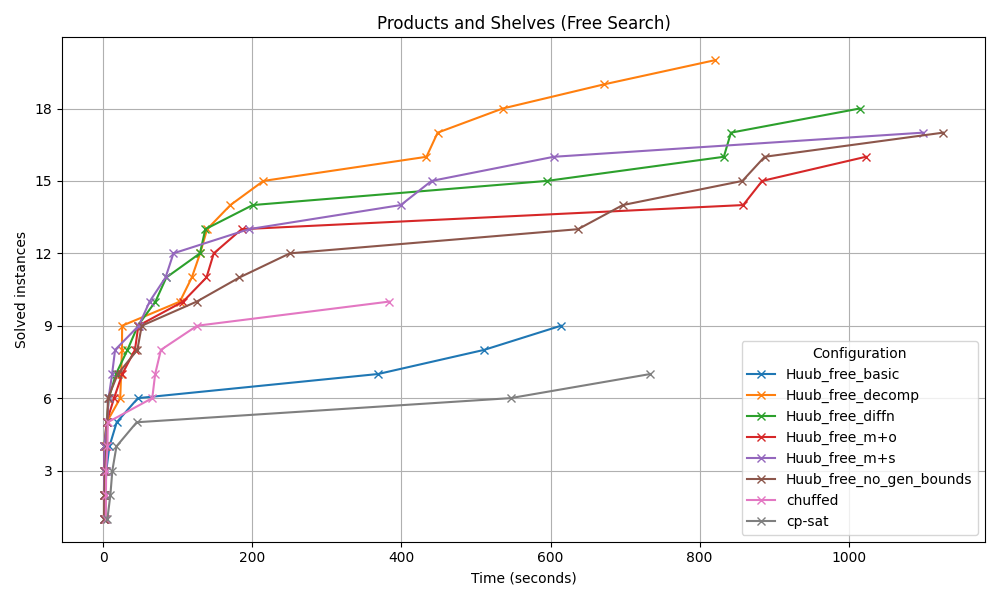 Products and Shelves (Free Search)
Solved instances
18
15
12
9
6
3
0
200
400
600
800
1000
Time (seconds)
Configuration
Huub_free_basic
Huub_free_decomp
Huub_free_diffn
Huub_free_m+o
Huub_free_m+s
Huub_free_no_gen_bounds
chuffed
cp-sat